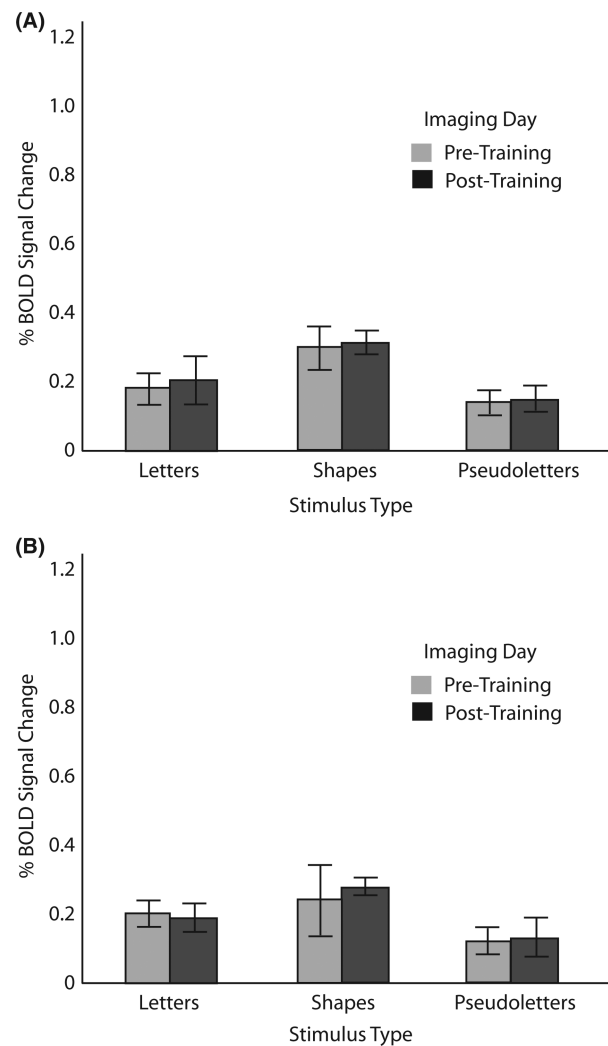 (A)
1.2
1.0
0.8
0.6
0.4
0.2
0
% BOLD Signal Change
Imaging Day
Pre-Training
Post-Training
Letters Shapes Pseudoletters
Stimulus Type
(B)
1.2
1.0
0.8
0.6
0.4
0.2
0
% BOLD Signal Change
Imaging Day
Pre-Training
Post-Training
Letters Shapes Pseudoletters
Stimulus Type